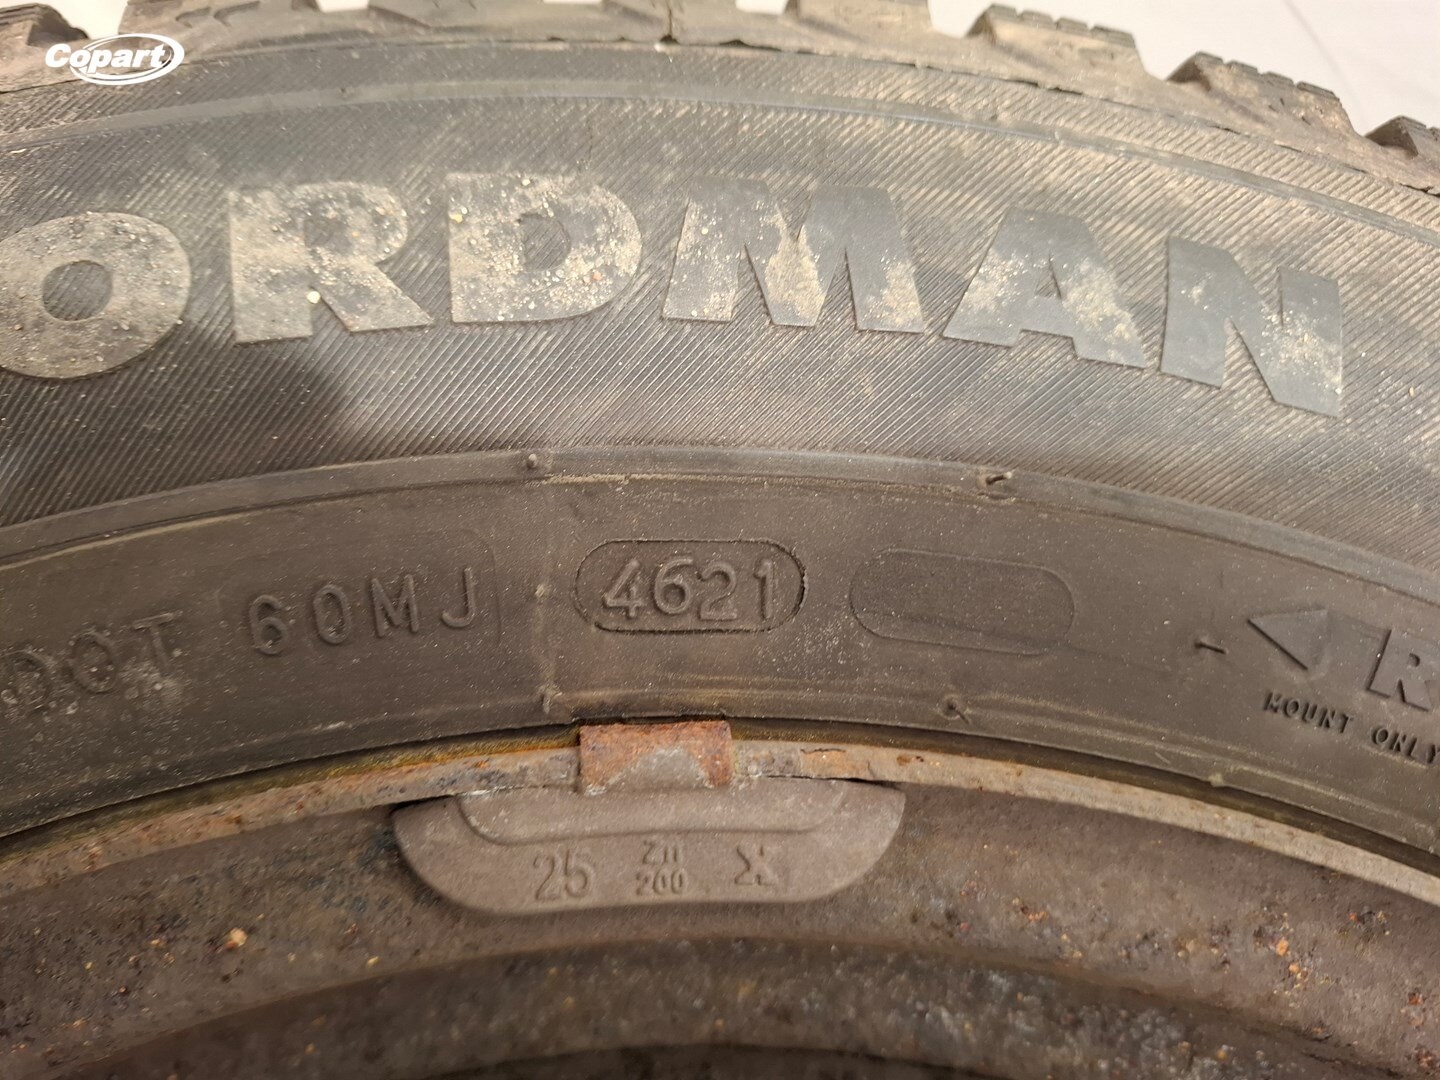 Copart
ORDMAN
DOT 60MJ 4621
R
MOUNT ONLY
25 Zn 200